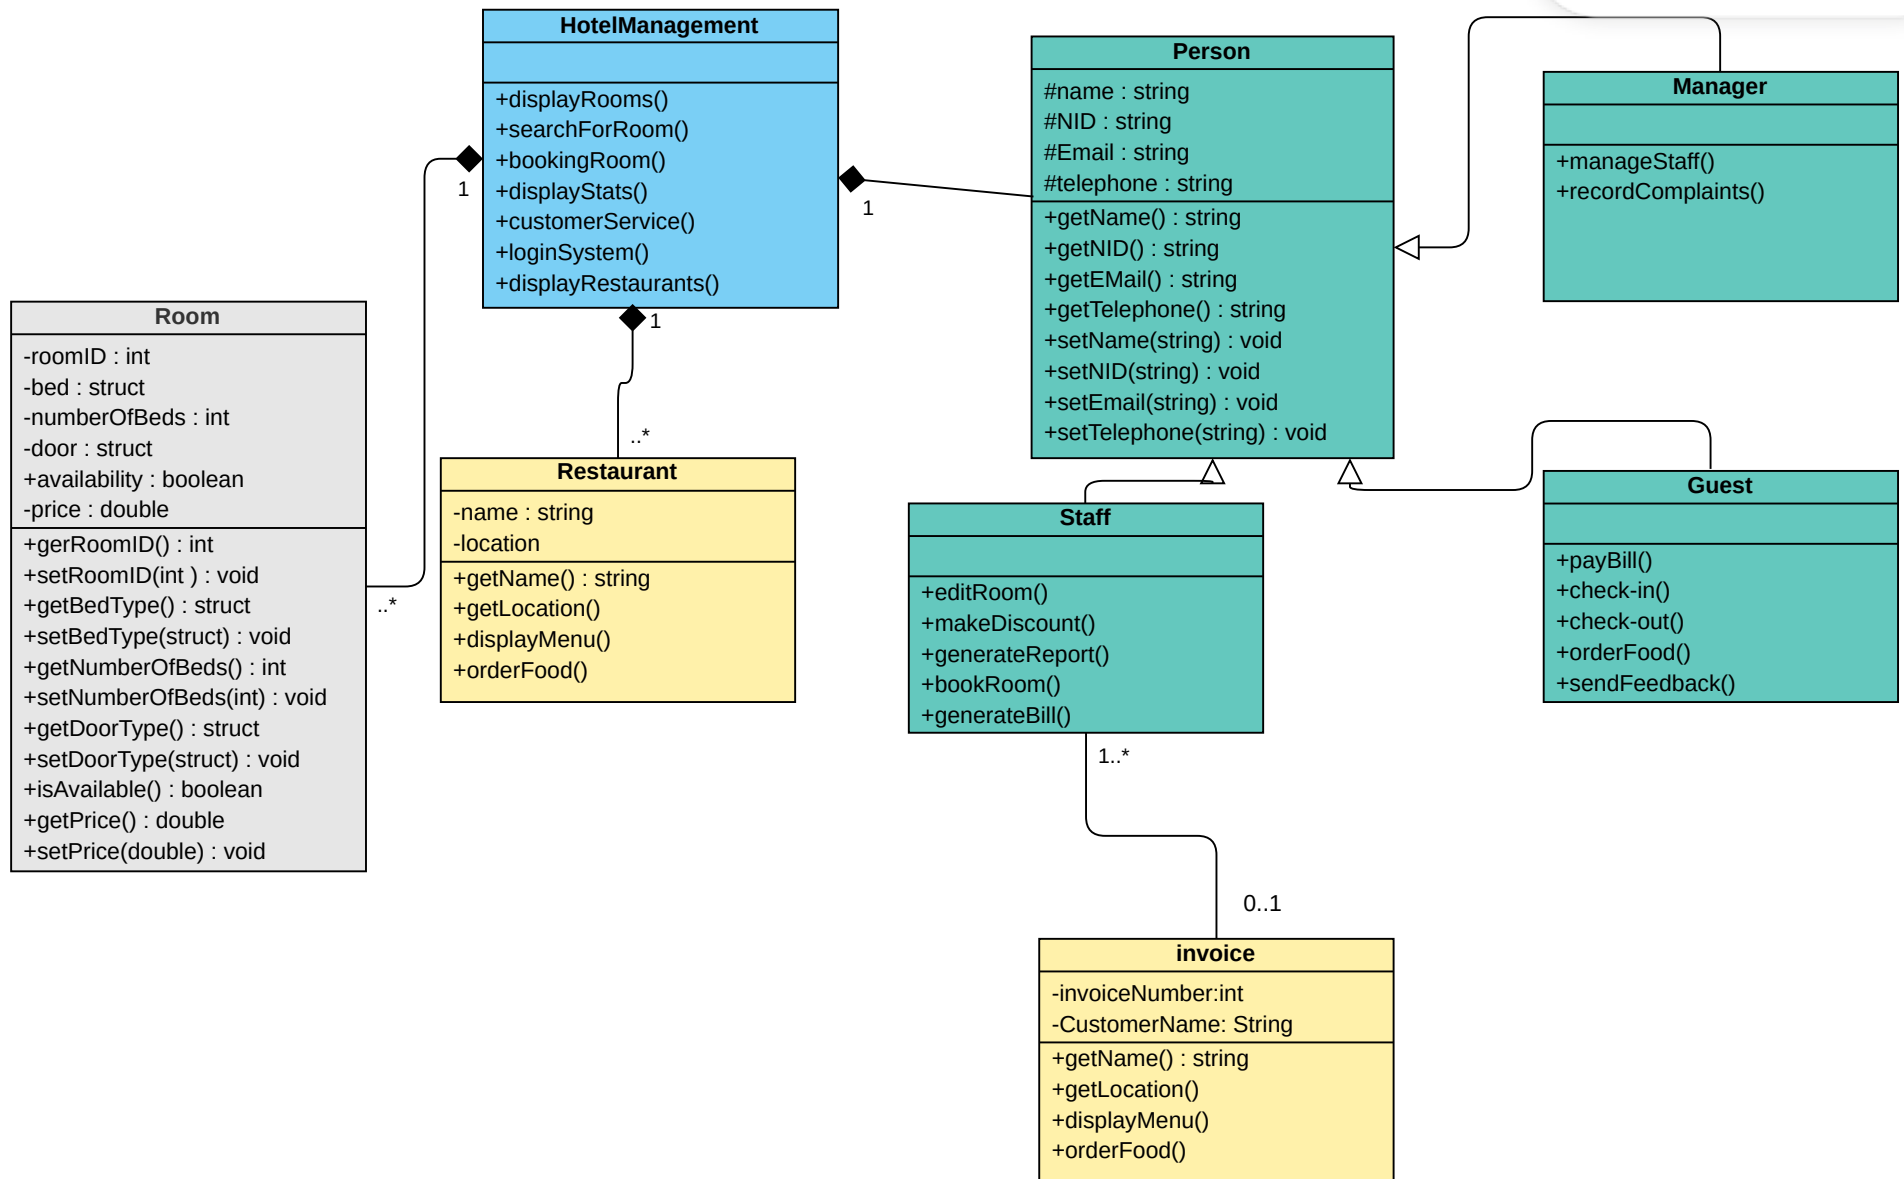 HotelManagement
+displayRooms()
+searchForRoom()
+bookingRoom()
+displayStats()
+customerService()
+loginSystem()
+displayRestaurants()
1
1
1
Person
#name : string
#NID : string
#Email : string
#telephone : string
+getName() : string
+getNID() : string
+getEMail() : string
+getTelephone() : string
+setName(string) : void
+setNID(string) : void
+setEmail(string) : void
+setTelephone(string) : void
Manager
+manageStaff()
+recordComplaints()
Room
-roomID : int
-bed : struct
-numberOfBeds : int
-door : struct
+availability : boolean
-price : double
+gerRoomID() : int
+setRoomID(int ) : void
+getBedType() : struct
+setBedType(struct) : void
+getNumberOfBeds() : int
+setNumberOfBeds(int) : void
+getDoorType() : struct
+setDoorType(struct) : void
+isAvailable() : boolean
+getPrice() : double
+setPrice(double) : void
..*
..*
Restaurant
-name : string
-location
+getName() : string
+getLocation()
+displayMenu()
+orderFood()
Staff
+editRoom()
+makeDiscount()
+generateReport()
+bookRoom()
+generateBill()
1..*
Guest
+payBill()
+check-in()
+check-out()
+orderFood()
+sendFeedback()
0..1
invoice
-invoiceNumber:int
-CustomerName: String
+getName() : string
+getLocation()
+displayMenu()
+orderFood()